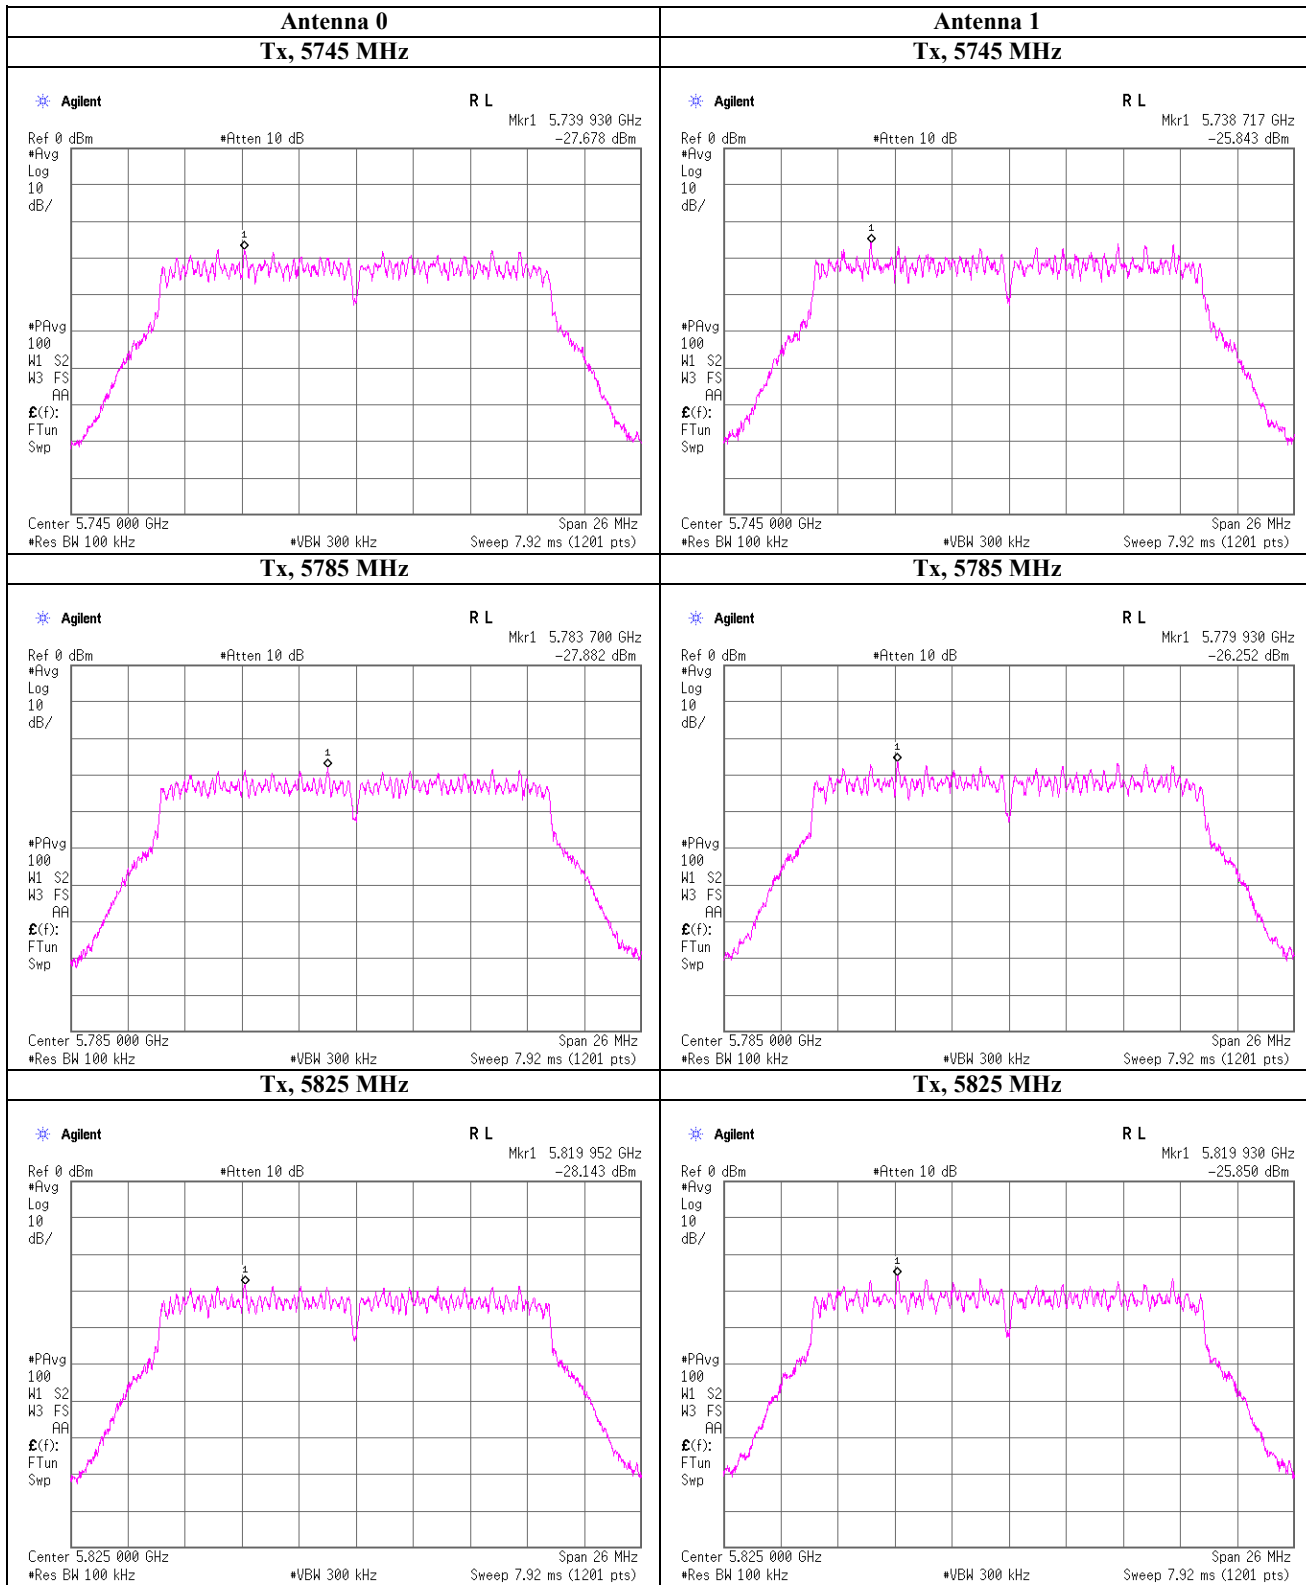 Antenna 0 Antenna 1
Tx, 5745 MHz Tx, 5745 MHz
Agilent R L
Mkr1 5.739 930 GHz
Ref 0 dBm #Atten 10 dB -27.678 dBm
#Avg
Log
10
dB/
1
#PAvg
100
W1 S2
W3 FS
AA
£(f):
FTun
Swp
Center 5.745 000 GHz Span 26 MHz
#Res BW 100 kHz #VBW 300 kHz Sweep 7.92 ms (1201 pts)
Agilent R L
Mkr1 5.738 717 GHz
Ref 0 dBm #Atten 10 dB -25.843 dBm
#Avg
Log
10
dB/
1
#PAvg
100
W1 S2
W3 FS
AA
£(f):
FTun
Swp
Center 5.745 000 GHz Span 26 MHz
#Res BW 100 kHz #VBW 300 kHz Sweep 7.92 ms (1201 pts)
Tx, 5785 MHz Tx, 5785 MHz
Agilent R L
Mkr1 5.783 700 GHz
Ref 0 dBm #Atten 10 dB -27.882 dBm
#Avg
Log
10
dB/
1
#PAvg
100
W1 S2
W3 FS
AA
£(f):
FTun
Swp
Center 5.785 000 GHz Span 26 MHz
#Res BW 100 kHz #VBW 300 kHz Sweep 7.92 ms (1201 pts)
Agilent R L
Mkr1 5.779 930 GHz
Ref 0 dBm #Atten 10 dB -26.252 dBm
#Avg
Log
10
dB/
1
#PAvg
100
W1 S2
W3 FS
AA
£(f):
FTun
Swp
Center 5.785 000 GHz Span 26 MHz
#Res BW 100 kHz #VBW 300 kHz Sweep 7.92 ms (1201 pts)
Tx, 5825 MHz Tx, 5825 MHz
Agilent R L
Mkr1 5.819 952 GHz
Ref 0 dBm #Atten 10 dB -28.143 dBm
#Avg
Log
10
dB/
1
#PAvg
100
W1 S2
W3 FS
AA
£(f):
FTun
Swp
Center 5.825 000 GHz Span 26 MHz
#Res BW 100 kHz #VBW 300 kHz Sweep 7.92 ms (1201 pts)
Agilent R L
Mkr1 5.819 930 GHz
Ref 0 dBm #Atten 10 dB -25.850 dBm
#Avg
Log
10
dB/
1
#PAvg
100
W1 S2
W3 FS
AA
£(f):
FTun
Swp
Center 5.825 000 GHz Span 26 MHz
#Res BW 100 kHz #VBW 300 kHz Sweep 7.92 ms (1201 pts)